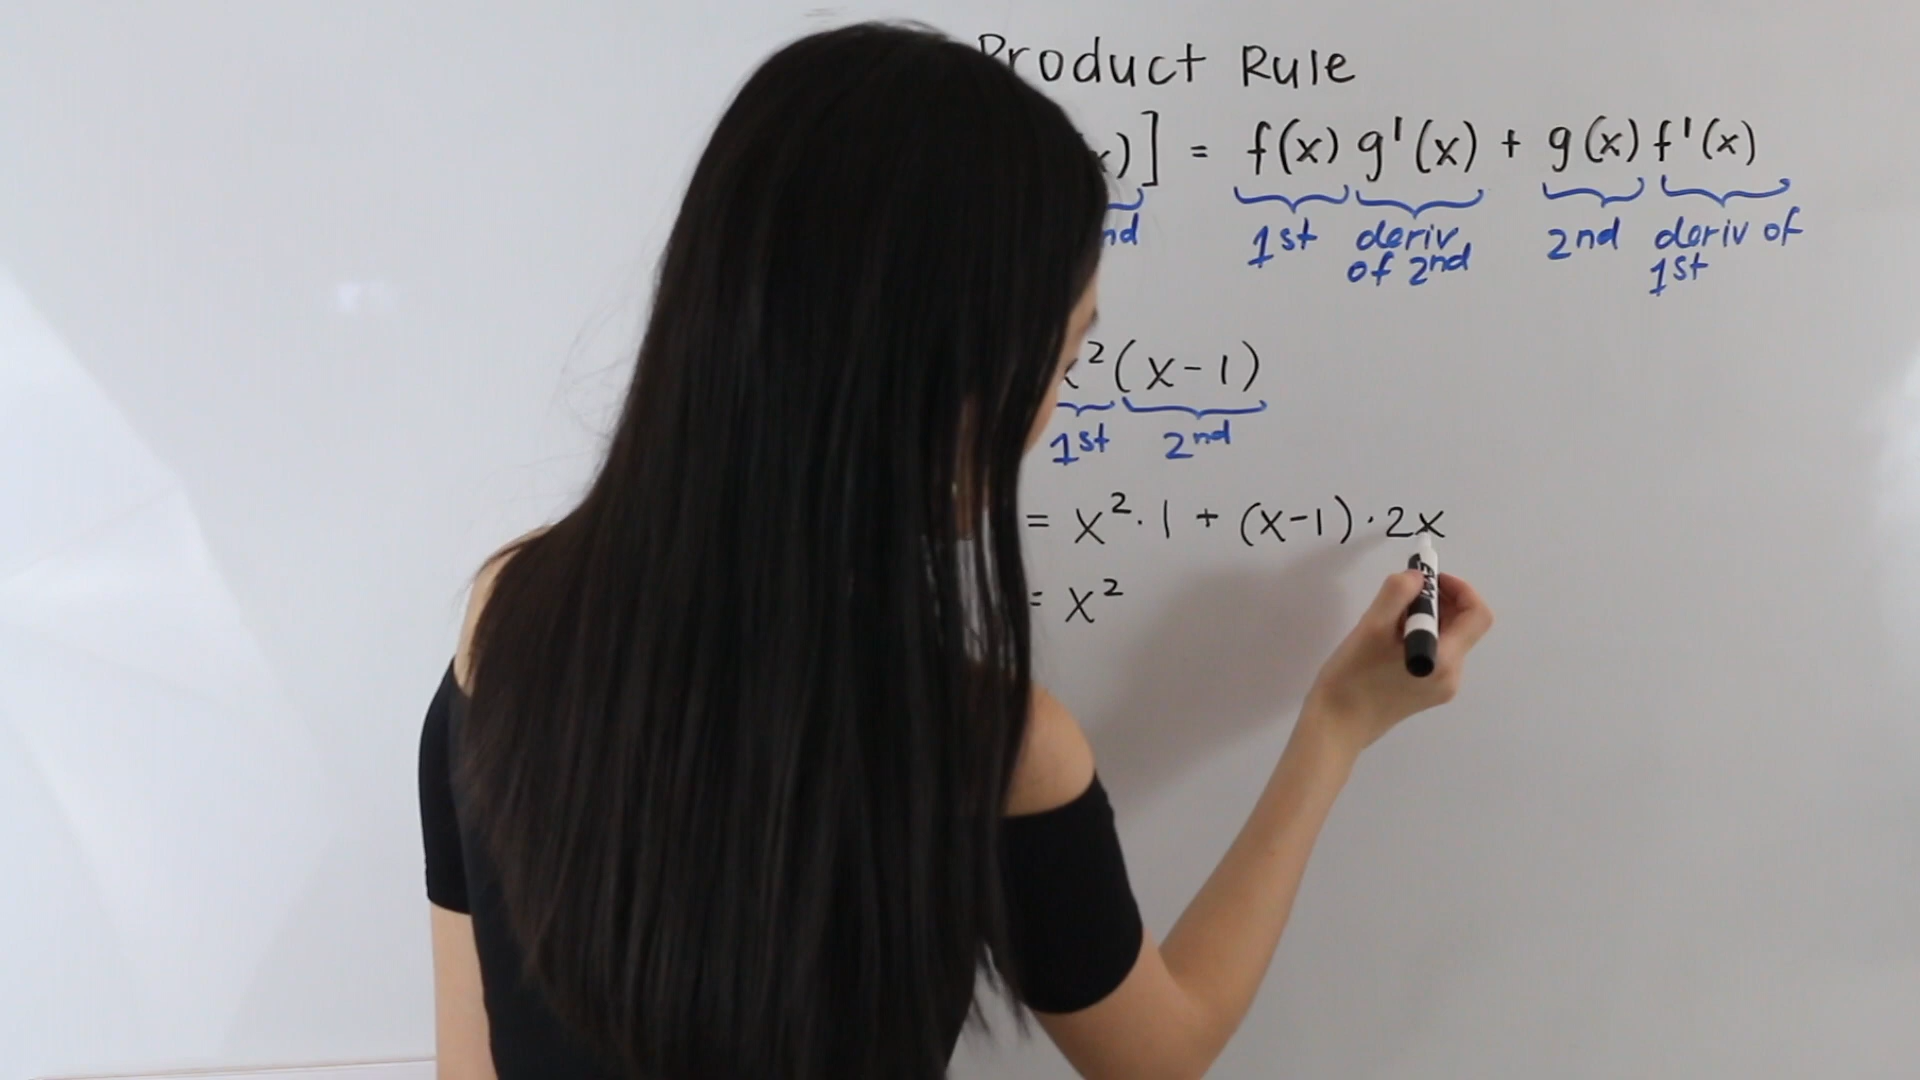 Product Rule
x)] = f(x) g'(x) + g(x) f'(x)
nd 1st deriv of 2nd 2nd deriv of 1st
x²(x-1)
1st 2nd
= x² · 1 + (x-1) · 2x
= x²